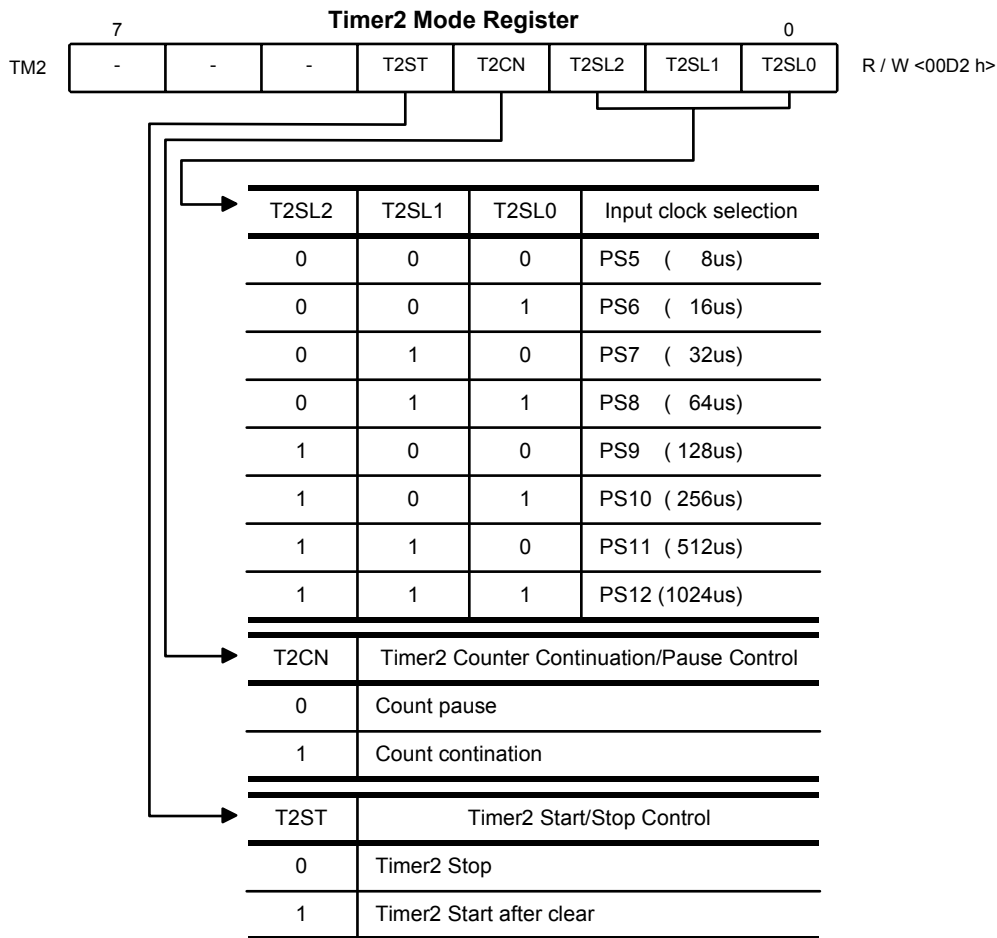 Timer2 Mode Register
7 0
TM2 - - - T2ST T2CN T2SL2 T2SL1 T2SL0 R / W <00D2 h>
T2SL2 T2SL1 T2SL0 Input clock selection
0 0 0 PS5 ( 8us)
0 0 1 PS6 ( 16us)
0 1 0 PS7 ( 32us)
0 1 1 PS8 ( 64us)
1 0 0 PS9 ( 128us)
1 0 1 PS10 ( 256us)
1 1 0 PS11 ( 512us)
1 1 1 PS12 (1024us)
T2CN Timer2 Counter Continuation/Pause Control
0 Count pause
1 Count contination
T2ST Timer2 Start/Stop Control
0 Timer2 Stop
1 Timer2 Start after clear